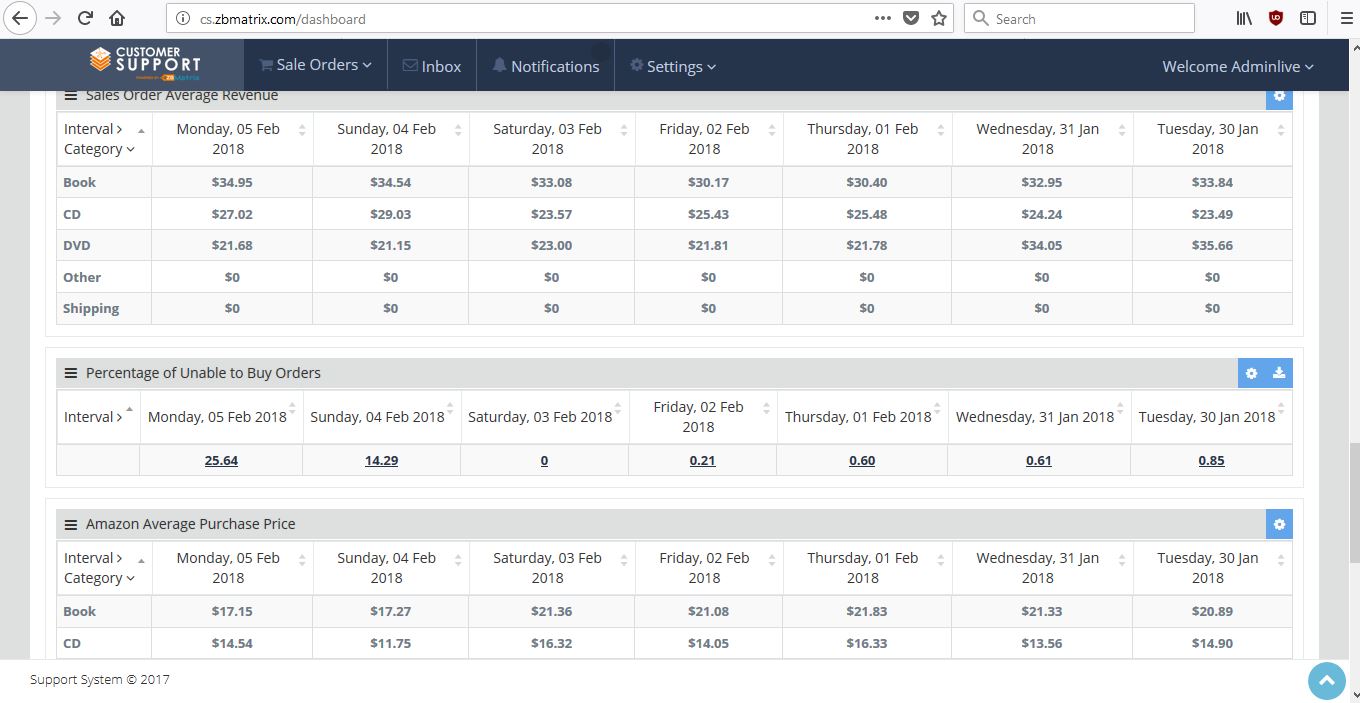 cs.zbmatrix.com/dashboard
Search
CUSTOMER
SUPPORT
Sale Orders
Inbox
Notifications
Settings
Welcome Adminlive
Sales Order Average Revenue
Interval Monday, 05 Feb Sunday, 04 Feb Saturday, 03 Feb Friday, 02 Feb Thursday, 01 Feb Wednesday, 31 Jan Tuesday, 30 Jan
Category 2018 2018 2018 2018 2018 2018 2018
Book $34.95 $34.54 $33.08 $30.17 $30.40 $32.95 $33.84
CD $27.02 $29.03 $23.57 $25.43 $25.48 $24.24 $23.49
DVD $21.68 $21.15 $23.00 $21.81 $21.78 $34.05 $35.66
Other $0 $0 $0 $0 $0 $0 $0
Shipping $0 $0 $0 $0 $0 $0 $0
Percentage of Unable to Buy Orders
Interval Monday, 05 Feb 2018 Sunday, 04 Feb 2018 Saturday, 03 Feb 2018 Friday, 02 Feb 2018 Thursday, 01 Feb 2018 Wednesday, 31 Jan 2018 Tuesday, 30 Jan 2018
25.64 14.29 0 0.21 0.60 0.61 0.85
Amazon Average Purchase Price
Interval Monday, 05 Feb Sunday, 04 Feb Saturday, 03 Feb Friday, 02 Feb Thursday, 01 Feb Wednesday, 31 Jan Tuesday, 30 Jan
Category 2018 2018 2018 2018 2018 2018 2018
Book $17.15 $17.27 $21.36 $21.08 $21.83 $21.33 $20.89
CD $14.54 $11.75 $16.32 $14.05 $16.33 $13.56 $14.90
Support System © 2017